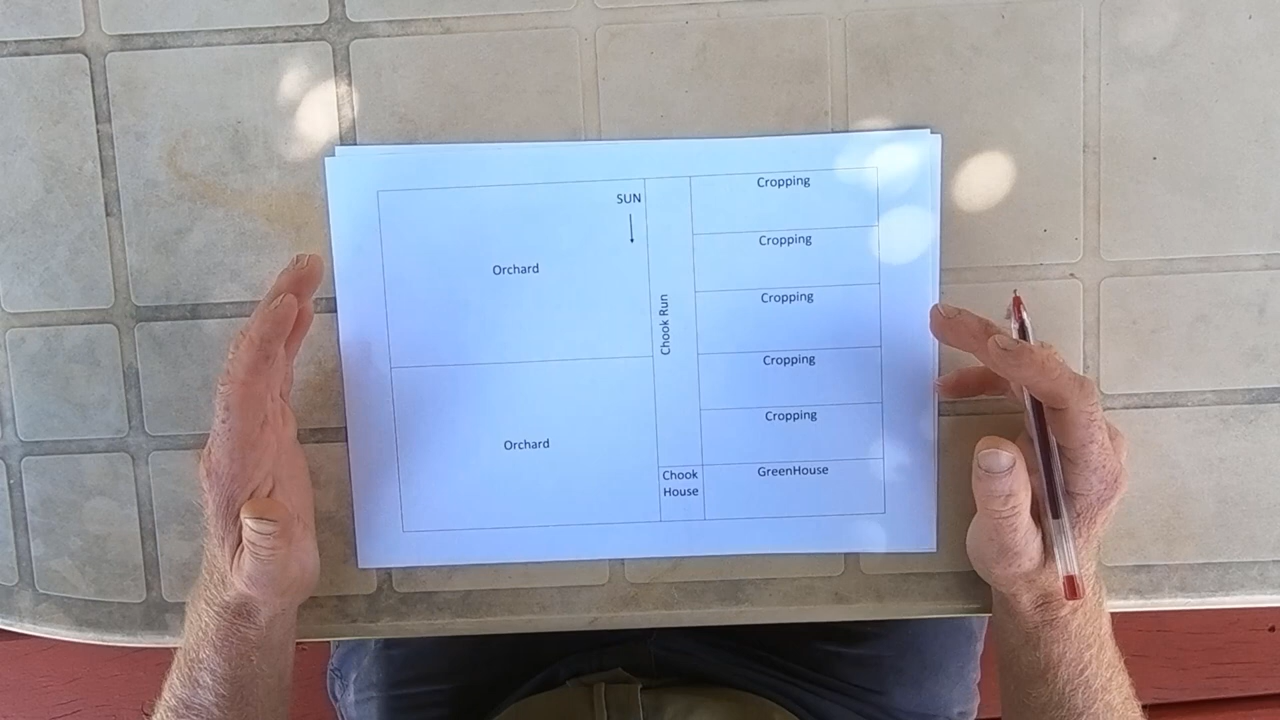 SUN
Orchard
Orchard
Chook Run
Chook
House
Cropping
Cropping
Cropping
Cropping
Cropping
GreenHouse